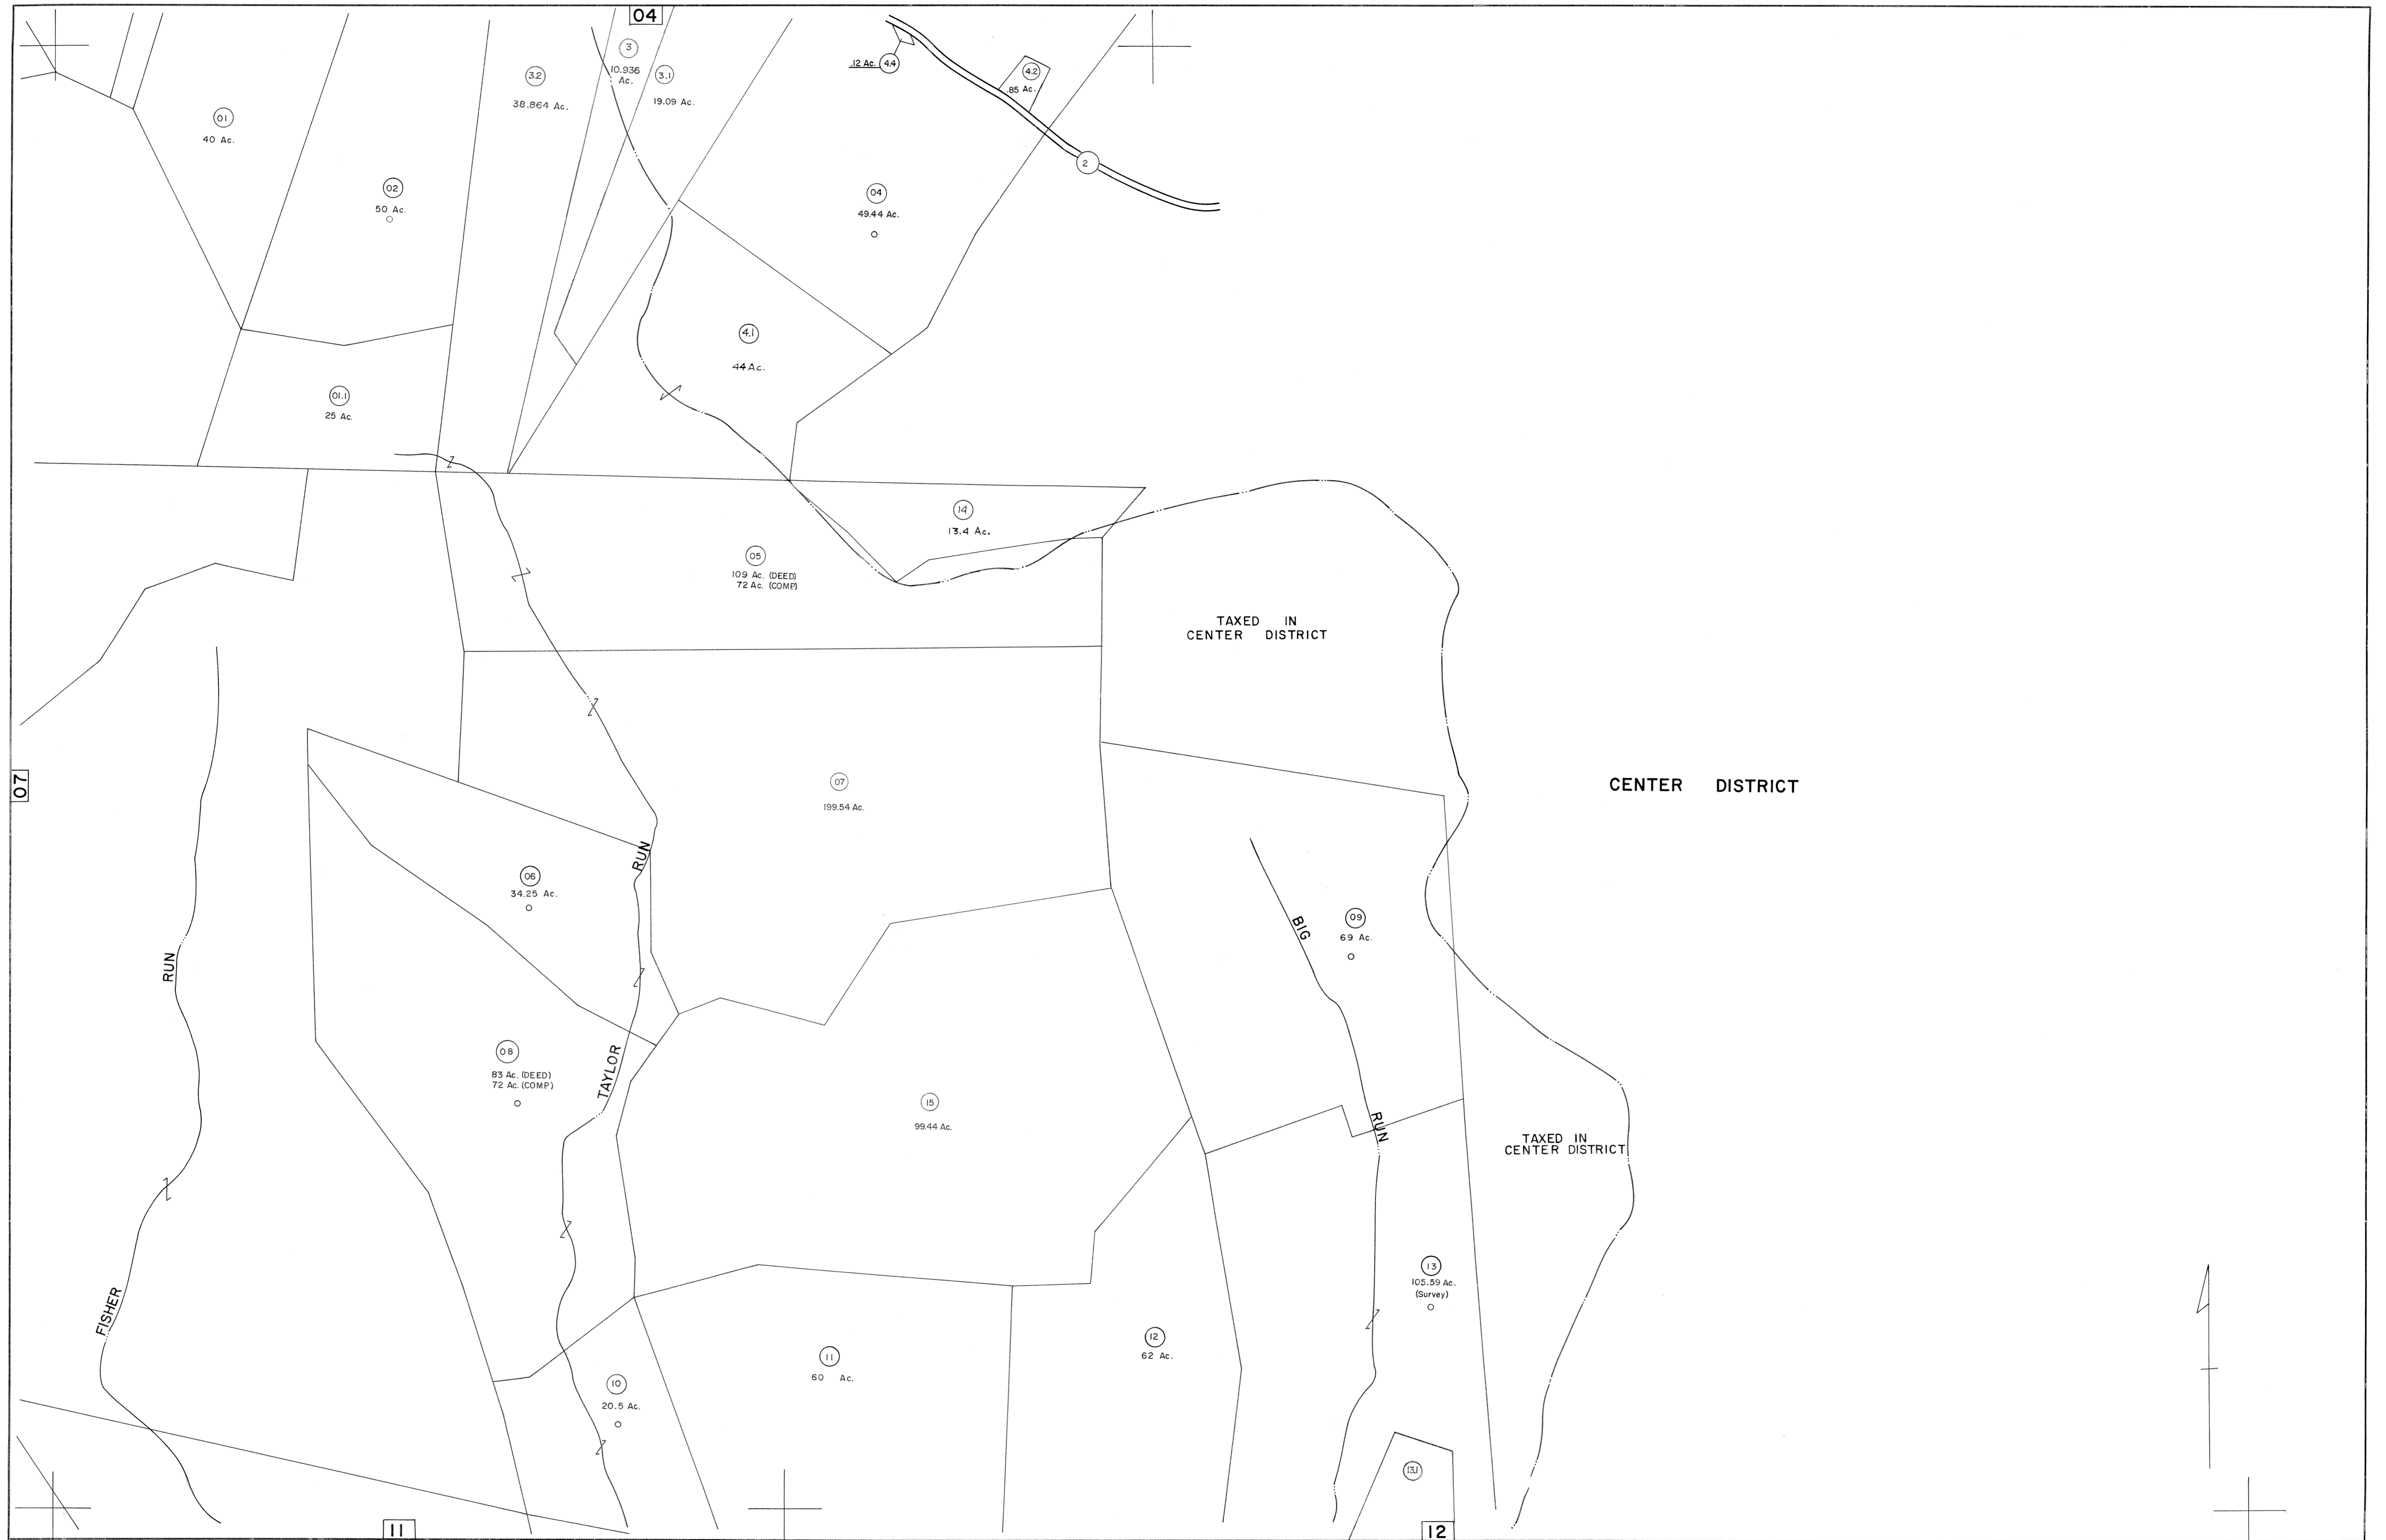 04
3
10.936
Ac.
3.1
19.09 Ac.
3.2
38.864 Ac.
.12 Ac.
4.4
4.2
.85 Ac.
2
01
40 Ac.
02
50 Ac.
04
49.44 Ac.
4.1
44 Ac.
01.1
25 Ac.
14
13.4 Ac.
05
109 Ac. (DEED)
72 Ac. (COMP)
TAXED IN
CENTER DISTRICT
07
CENTER DISTRICT
07
199.54 Ac.
RUN
06
34.25 Ac.
BIG
09
69 Ac.
RUN
08
83 Ac. (DEED)
72 Ac. (COMP)
TAYLOR
15
99.44 Ac.
RUN
TAXED IN
CENTER DISTRICT
13
105.59 Ac.
(Survey)
FISHER
12
62 Ac.
11
60 Ac.
10
20.5 Ac.
13.1
11
12